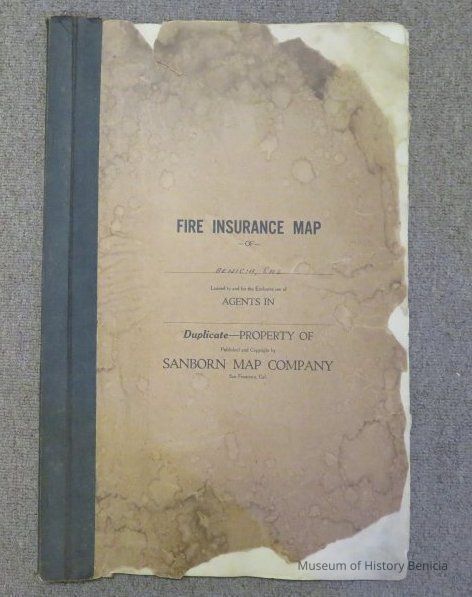 FIRE INSURANCE MAP
—OF—
BENICIA, CAL
Loaned to and for the Exclusive use of
AGENTS IN
Duplicate—PROPERTY OF
Published and Copyright by
SANBORN MAP COMPANY
San Francisco, Cal.
Museum of History Benicia